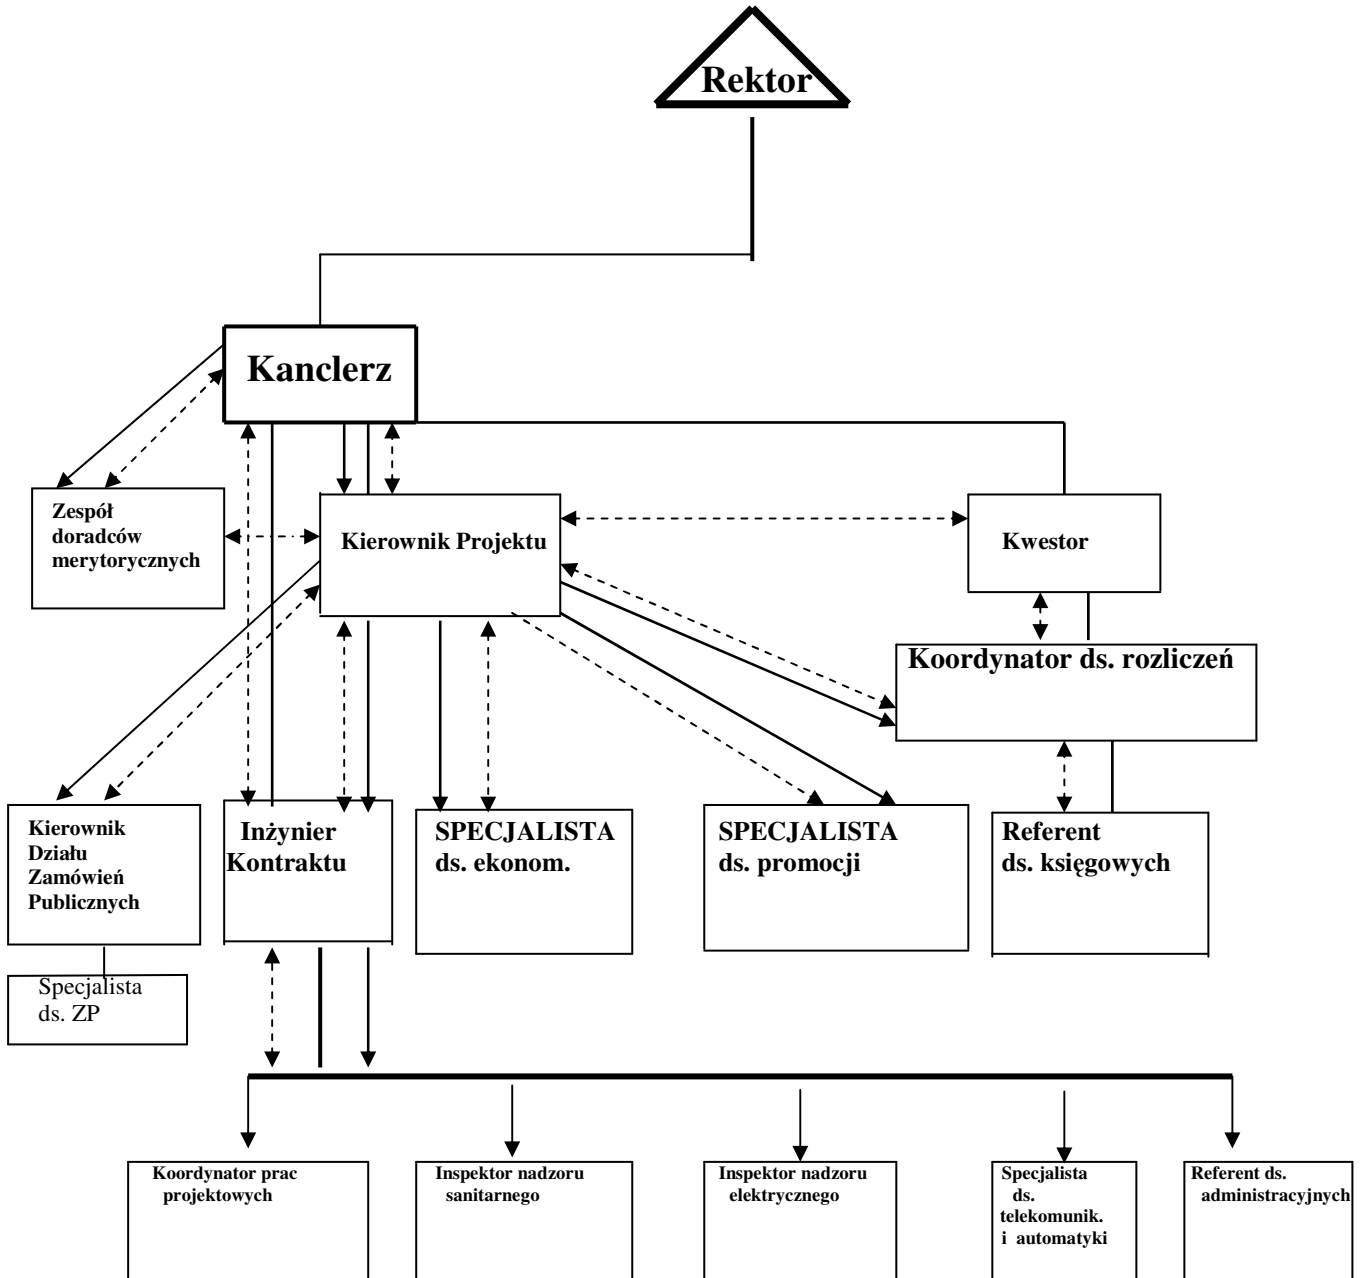 Rektor
Kanclerz
Zespół
doradców
merytorycznych
Kierownik Projektu
Kwestor
Koordynator ds. rozliczeń
Kierownik
Działu
Zamówień
Publicznych
Inżynier
Kontraktu
SPECJALISTA
ds. ekonom.
SPECJALISTA
ds. promocji
Referent
ds. księgowych
Specjalista
ds. ZP
Koordynator prac
projektowych
Inspektor nadzoru
sanitarnego
Inspektor nadzoru
elektrycznego
Specjalista
ds.
telekomunik.
i automatyki
Referent ds.
administracyjnych